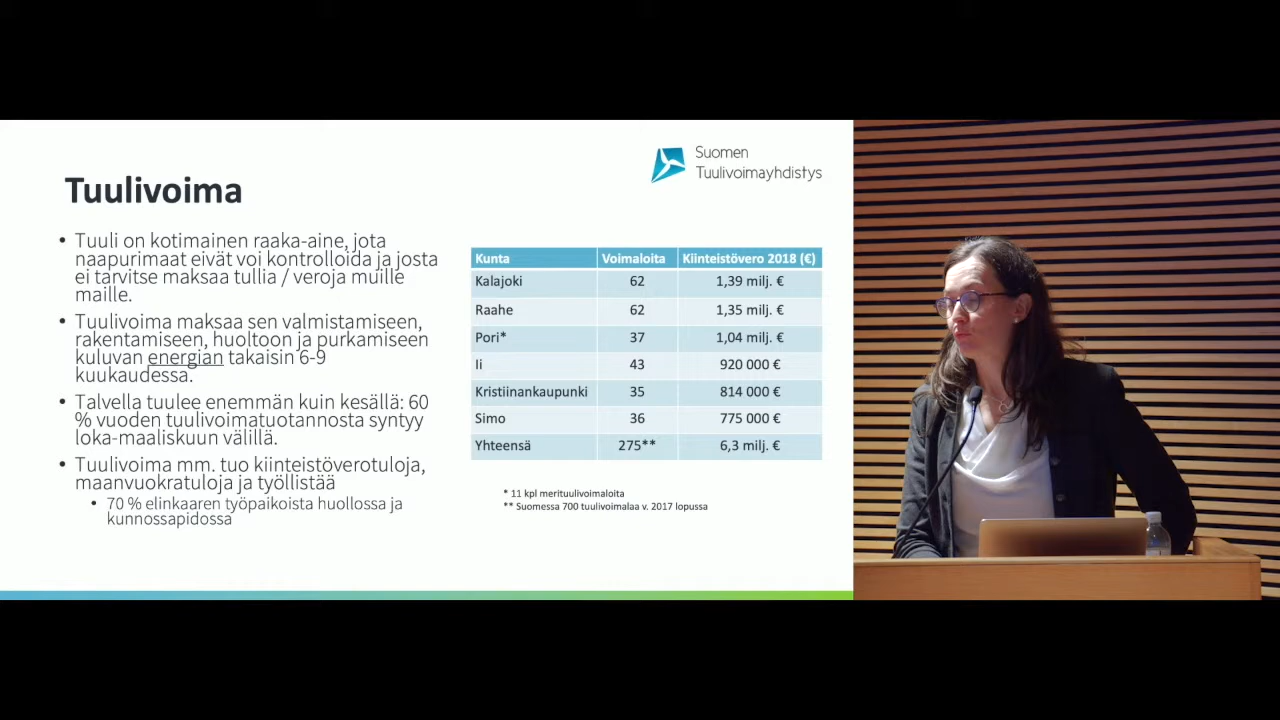 Suomen
Tuulivoimayhdistys
Tuulivoima
• Tuuli on kotimainen raaka-aine, jota
naapurimaat eivät voi kontrolloida ja josta
ei tarvitse maksaa tullia / veroja muille
maille.
• Tuulivoima maksaa sen valmistamiseen,
rakentamiseen, huoltoon ja purkamiseen
kuluvan energian takaisin 6-9
kuukaudessa.
• Talvella tuulee enemmän kuin kesällä: 60
% vuoden tuulivoimatuotannosta syntyy
loka-maaliskuun välillä.
• Tuulivoima mm. tuo kiinteistöverotuloja,
maanvuokratuloja ja työllistää
• 70 % elinkaaren työpaikoista huollossa ja
kunnossapidossa
Kunta Voimaloita Kiinteistövero 2018 (€)
Kalajoki 62 1,39 milj. €
Raahe 62 1,35 milj. €
Pori* 37 1,04 milj. €
Ii 43 920 000 €
Kristiinankaupunki 35 814 000 €
Simo 36 775 000 €
Yhteensä 275** 6,3 milj. €
* 11 kpl merituulivoimaloita
** Suomessa 700 tuulivoimalaa v. 2017 lopussa